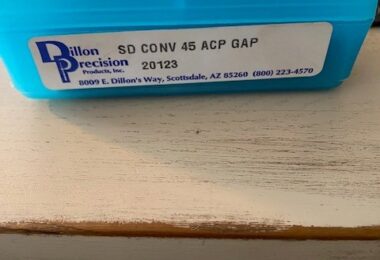 Dillon
Precision
Products, Inc.
SD CONV 45 ACP GAP
20123
8009 E. Dillon's Way, Scottsdale, AZ 85260 (800) 223-4570